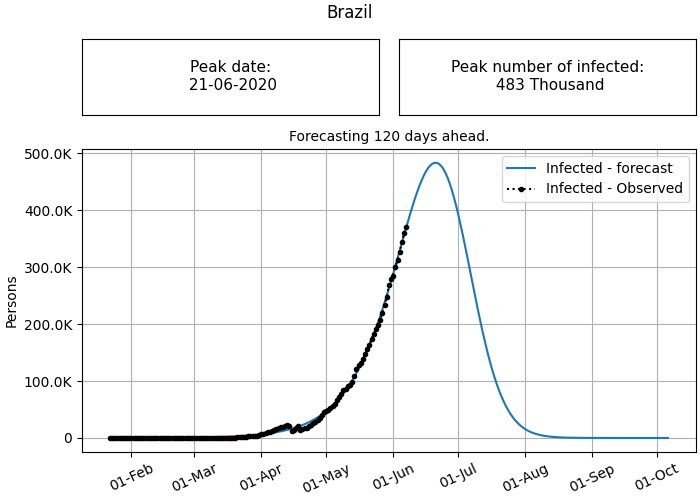 Brazil
Peak date:
21-06-2020
Peak number of infected:
483 Thousand
Forecasting 120 days ahead.
500.0K
400.0K
300.0K
200.0K
100.0K
0
Persons
Infected - forecast
Infected - Observed
01-Feb
01-Mar
01-Apr
01-May
01-Jun
01-Jul
01-Aug
01-Sep
01-Oct